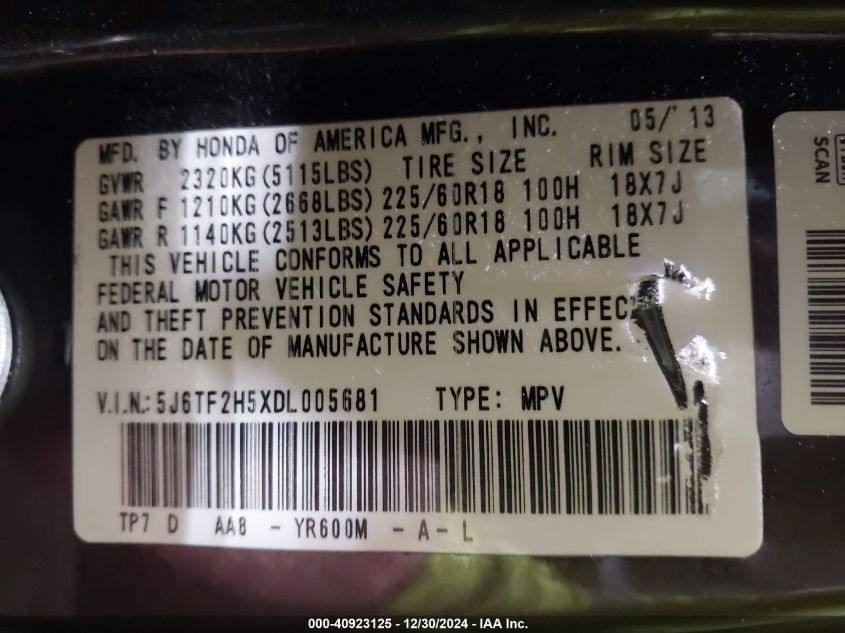 MFD. BY HONDA OF AMERICA MFG., INC. 05/'13
GVWR 2320KG(5115LBS) TIRE SIZE RIM SIZE
GAWR F 1210KG(2668LBS) 225/60R18 100H 18X7J
GAWR R 1140KG(2513LBS) 225/60R18 100H 18X7J
THIS VEHICLE CONFORMS TO ALL APPLICABLE
FEDERAL MOTOR VEHICLE SAFETY
AND THEFT PREVENTION STANDARDS IN EFFEC
ON THE DATE OF MANUFACTURE SHOWN ABOVE.
V.I.N.: 5J6TF2H5XDL005681 TYPE: MPV
TP7 D AA8 - YR600M - A - L
SCAN
000-40923125 - 12/30/2024 - IAA Inc.